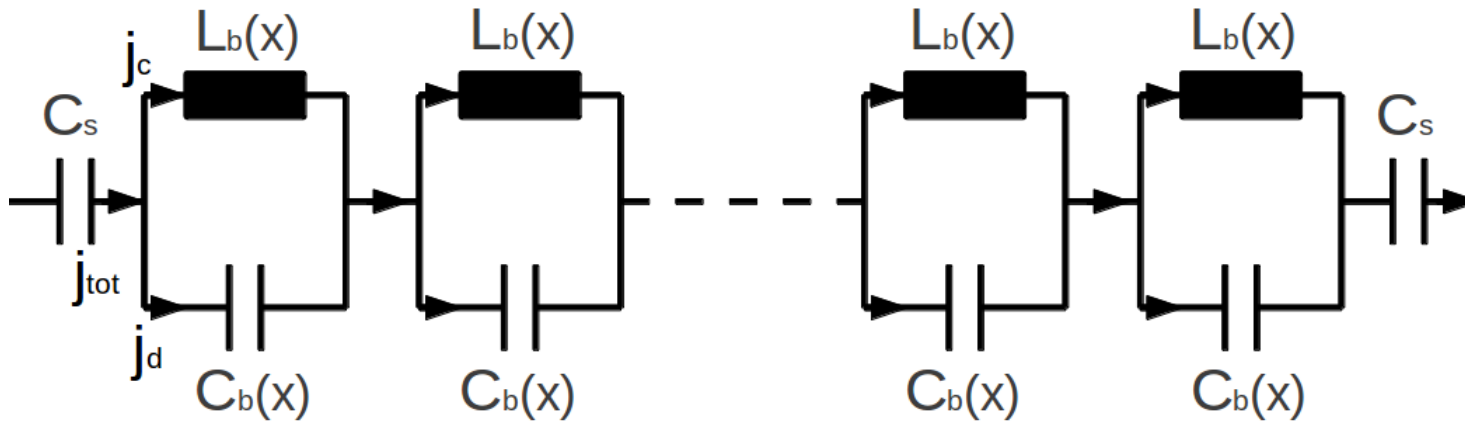 Lb(x) Lb(x) Lb(x) Lb(x)
jc
Cs Cs
jtot
jd
Cb(x) Cb(x) Cb(x) Cb(x)